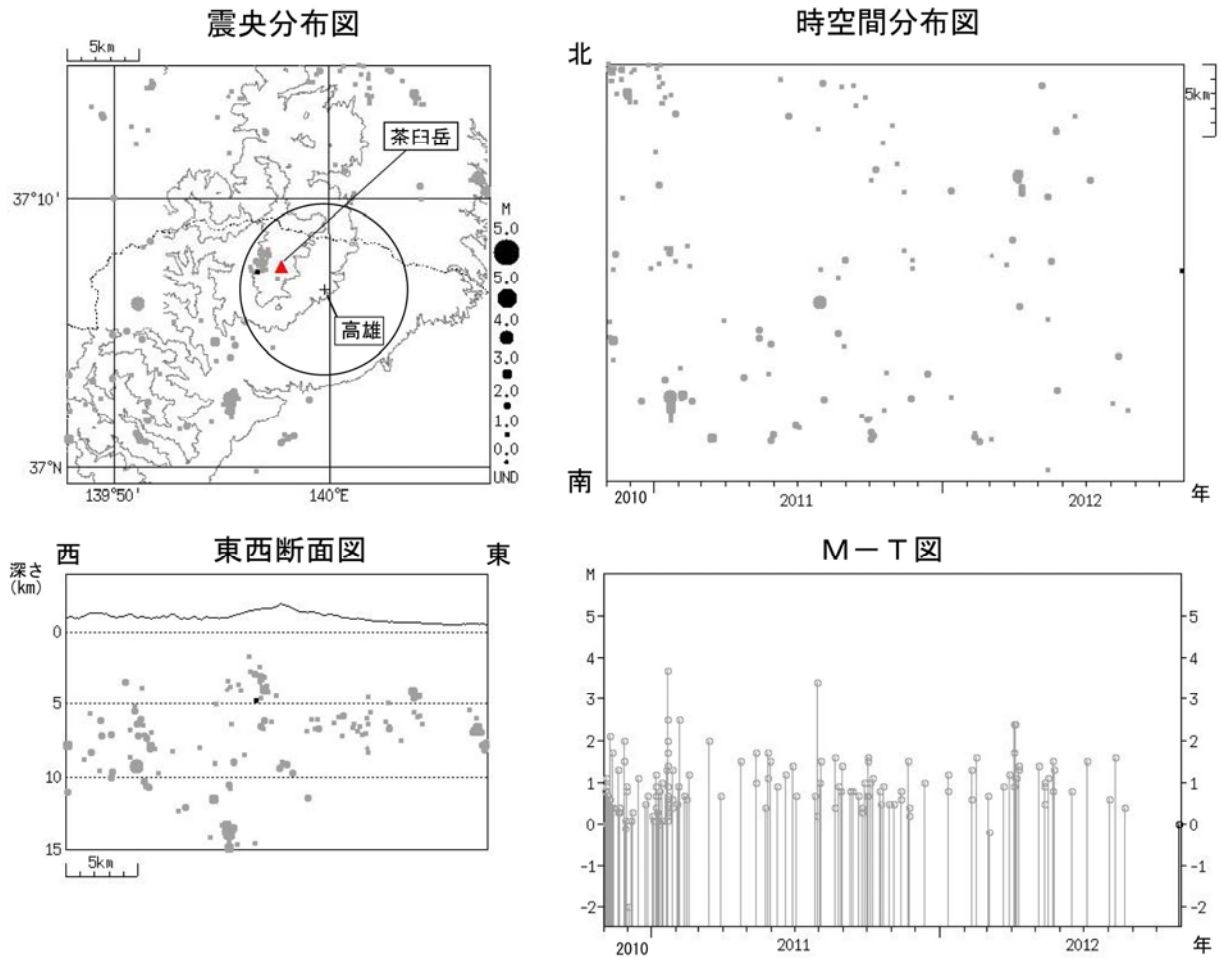 震央分布図
5km
茶臼岳
37°10'
高雄
37°N
139°50'
140°E
M
5.0
5.0
4.0
3.0
2.0
1.0
0.0
UND
時空間分布図
北
5km
南
2010
2011
2012
年
東西断面図
西
東
深さ
(km)
0
5
10
15
5km
M－T図
M
5
4
3
2
1
0
-1
-2
5
4
3
2
1
0
-1
-2
2010
2011
2012
年